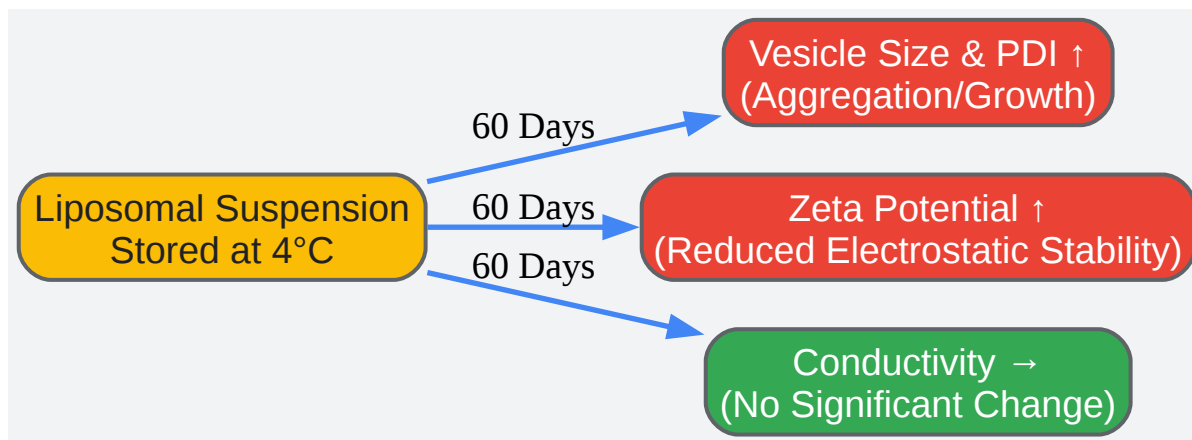 Vesicle Size & PDI ↑
(Aggregation/Growth)
60 Days
Liposomal Suspension
Stored at 4°C
60 Days
Zeta Potential ↑
(Reduced Electrostatic Stability)
60 Days
Conductivity →
(No Significant Change)